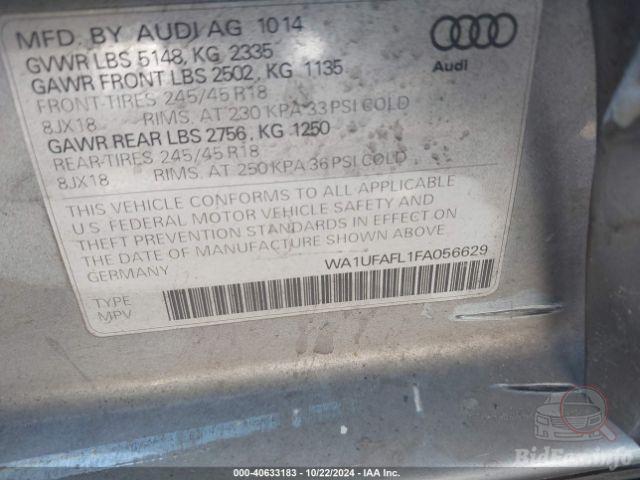 MFD. BY AUDI AG 1014
GVWR LBS 5148, KG 2335
GAWR FRONT LBS 2502, KG 1135
FRONT-TIRES 245/45 R18
8JX18 RIMS. AT 230 KPA 33 PSI COLD
GAWR REAR LBS 2756, KG 1250
REAR-TIRES 245/45 R18
8JX18 RIMS. AT 250 KPA 36 PSI COLD
Audi
THIS VEHICLE CONFORMS TO ALL APPLICABLE
U.S. FEDERAL MOTOR VEHICLE SAFETY AND
THEFT PREVENTION STANDARDS IN EFFECT ON
THE DATE OF MANUFACTURE SHOWN ABOVE.
GERMANY
WA1UFAFL1FA056629
TYPE
MPV
000-40633183 - 10/22/2024 - IAA Inc.
BidFax.info